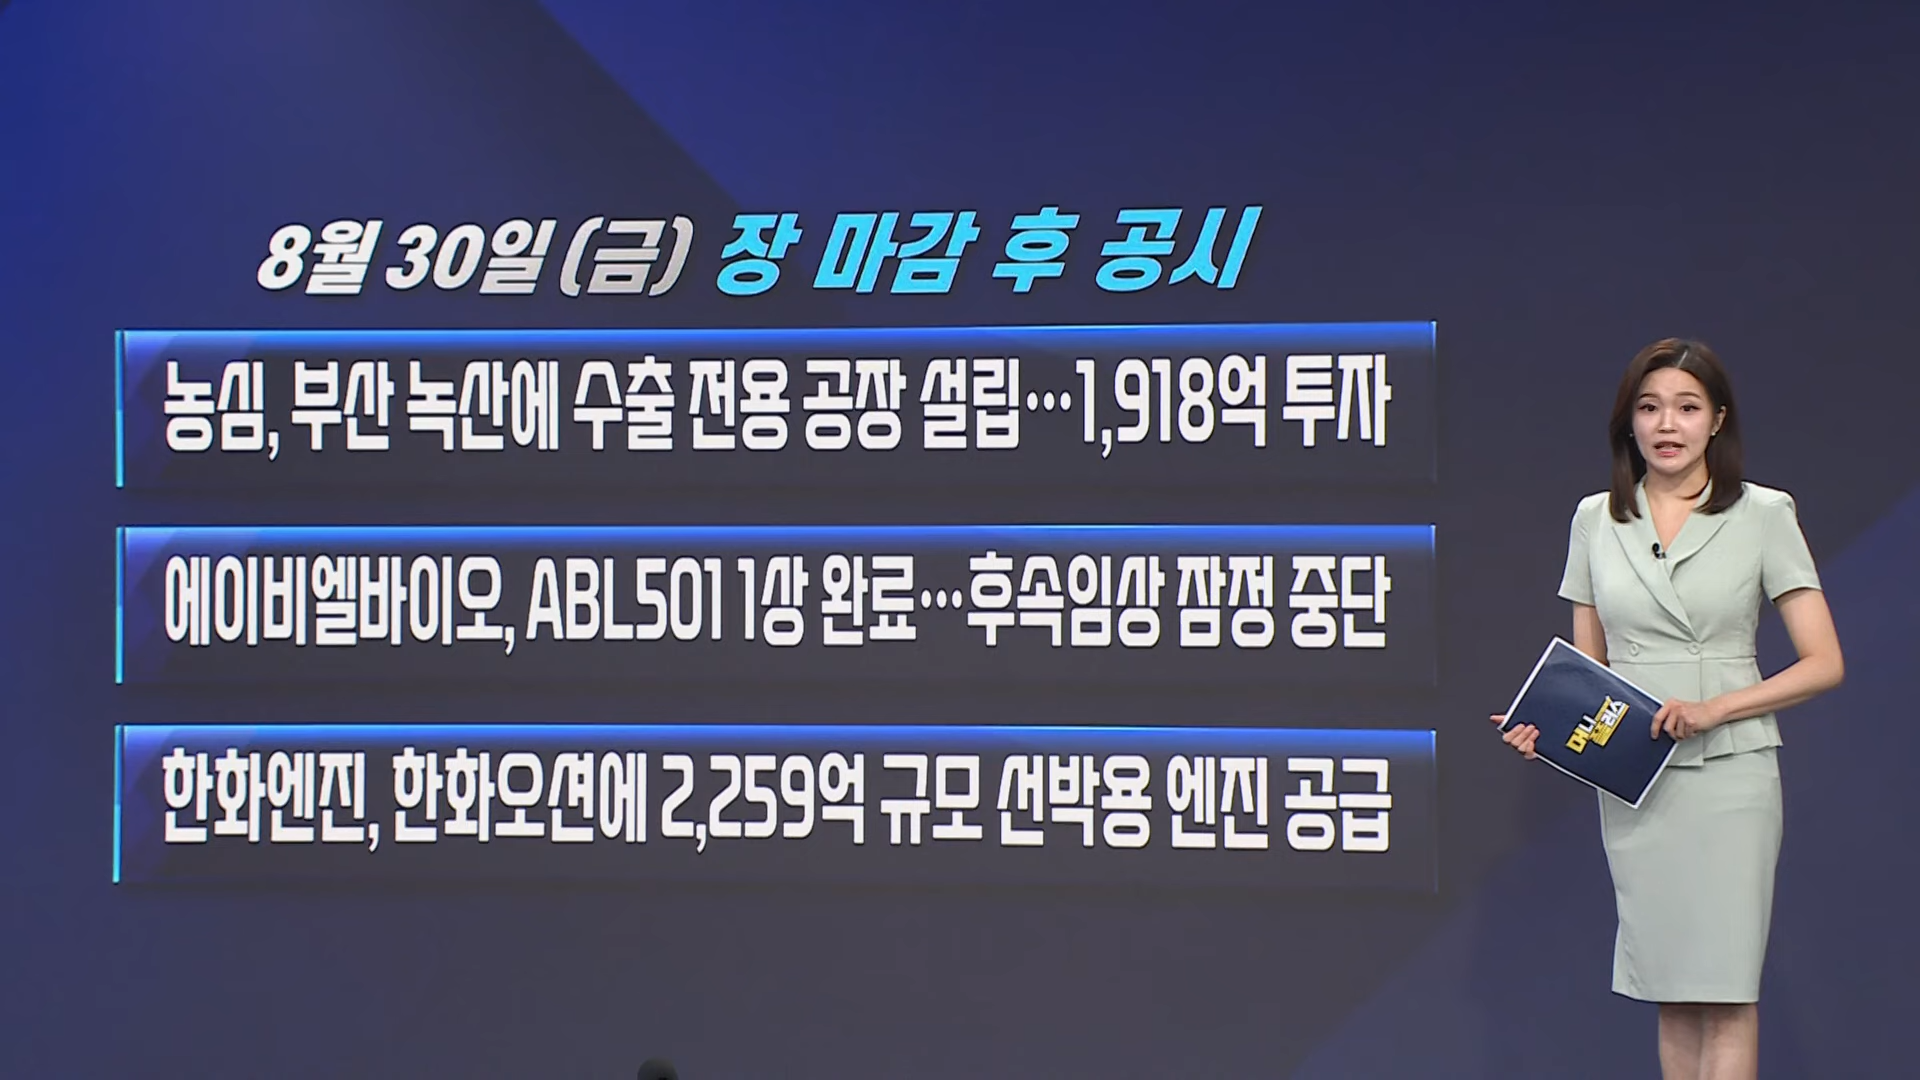 8월 30일 (금) 장 마감 후 공시
농심, 부산 녹산에 수출 전용 공장 설립…1,918억 투자
에이비엘바이오, ABL501 1상 완료…후속임상 잠정 중단
한화엔진, 한화오션에 2,259억 규모 선박용 엔진 공급
머니